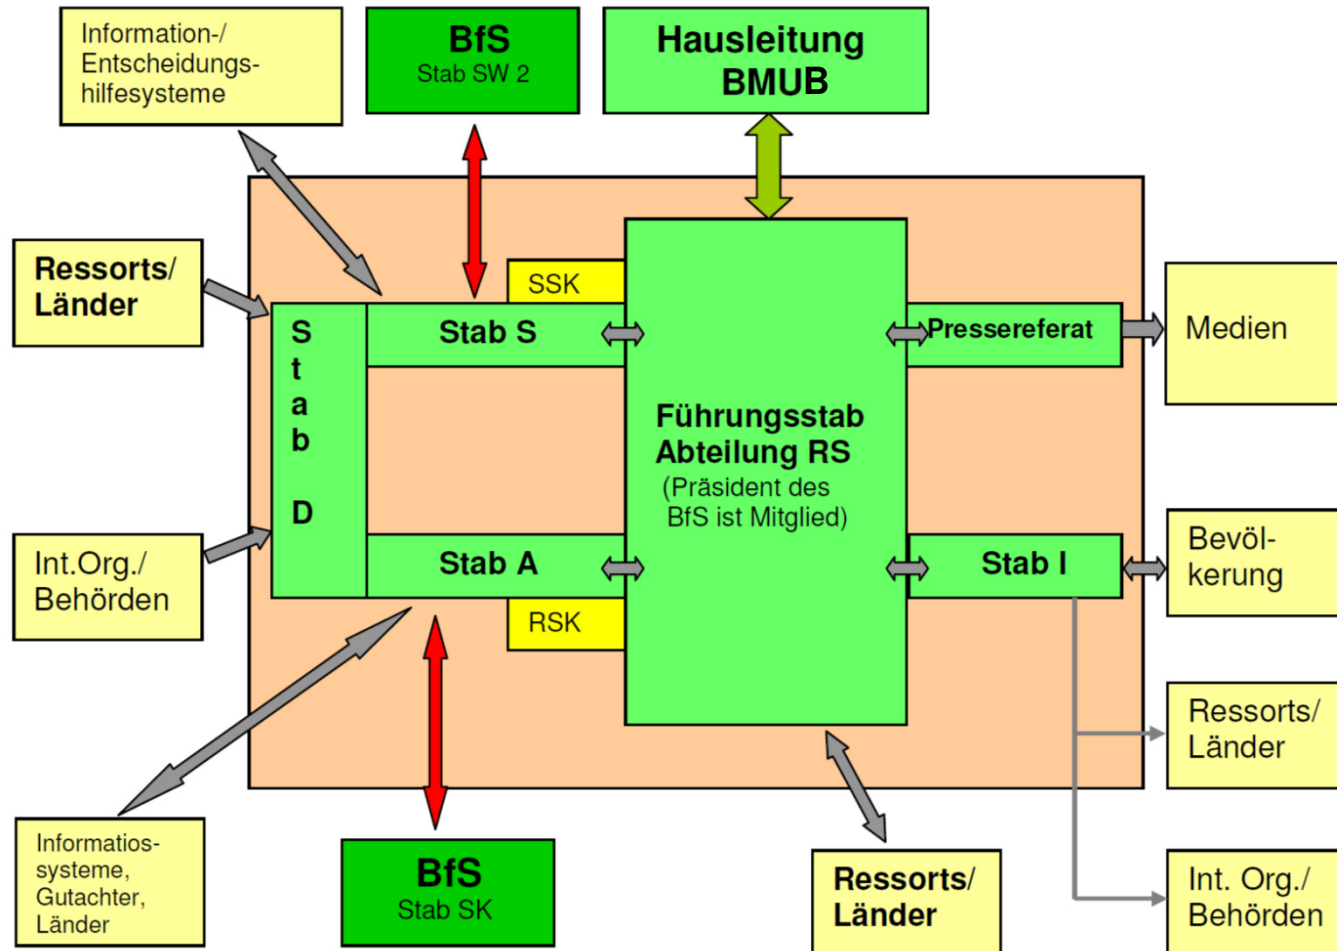 Information-/
Entscheidungs-
hilfesysteme
BfS
Stab SW 2
Hausleitung
BMUB
Ressorts/
Länder
SSK
S
t
a
b
D
Stab S
Pressereferat
Medien
Führungsstab
Abteilung RS
(Präsident des
BfS ist Mitglied)
Int.Org./
Behörden
Stab A
Stab I
Bevöl-
kerung
RSK
Ressorts/
Länder
Informatios-
systeme,
Gutachter,
Länder
BfS
Stab SK
Ressorts/
Länder
Int. Org./
Behörden